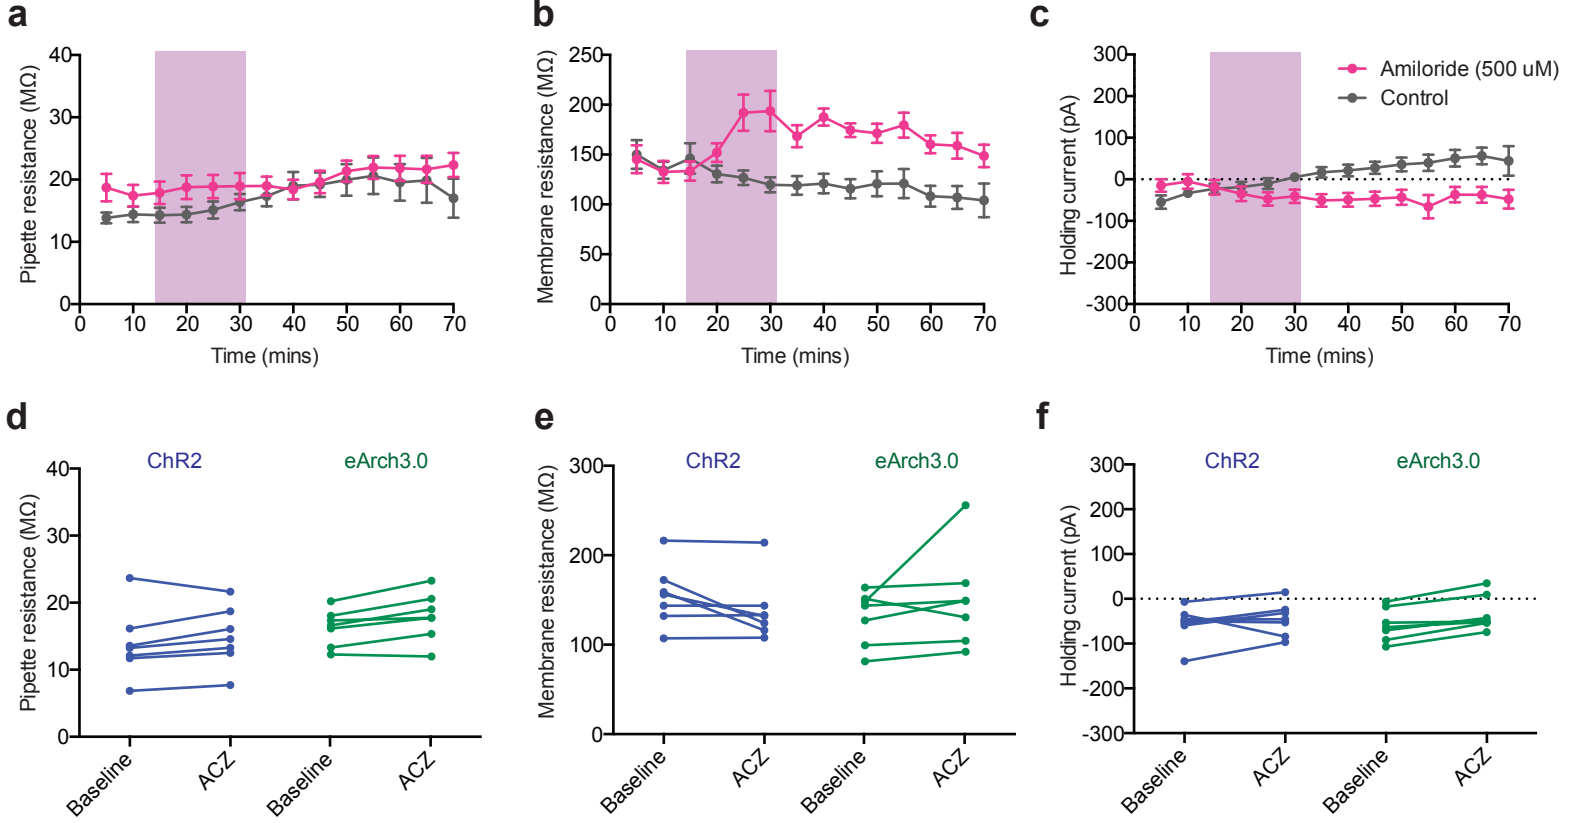 a
Pipette resistance (MΩ)
40
30
20
10
0
0 10 20 30 40 50 60 70
Time (mins)
b
Membrane resistance (MΩ)
250
200
150
100
50
0
0 10 20 30 40 50 60 70
Time (mins)
c
Holding current (pA)
300
200
100
0
-100
-200
-300
0 10 20 30 40 50 60 70
Time (mins)
Amiloride (500 uM)
Control
d
Pipette resistance (MΩ)
40
30
20
10
0
ChR2 eArch3.0
Baseline ACZ Baseline ACZ
e
Membrane resistance (MΩ)
300
200
100
0
ChR2 eArch3.0
Baseline ACZ Baseline ACZ
f
Holding current (pA)
300
200
100
0
-100
-200
-300
ChR2 eArch3.0
Baseline ACZ Baseline ACZ